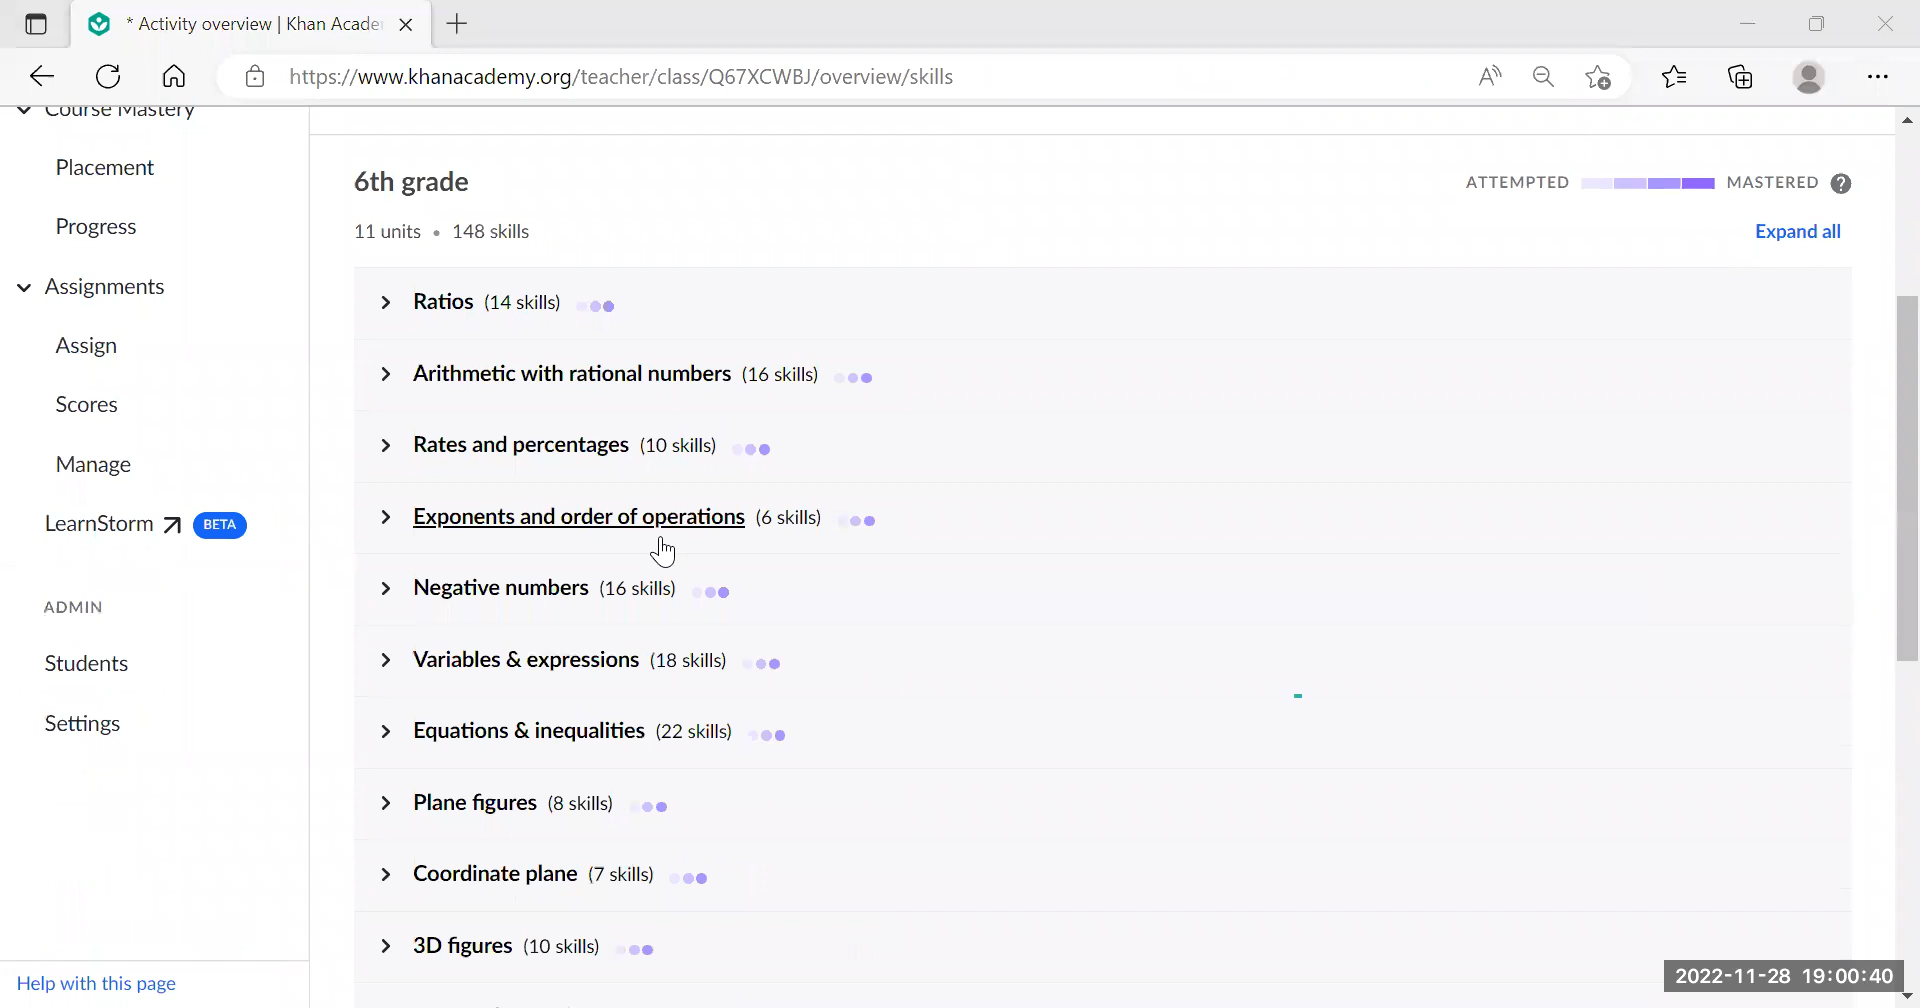 * Activity overview | Khan Acade
https://www.khanacademy.org/teacher/class/Q67XCWBJ/overview/skills
Course Mastery
Placement
Progress
Assignments
Assign
Scores
Manage
LearnStorm BETA
ADMIN
Students
Settings
Help with this page
6th grade
ATTEMPTED MASTERED ?
11 units • 148 skills
Expand all
Ratios (14 skills)
Arithmetic with rational numbers (16 skills)
Rates and percentages (10 skills)
Exponents and order of operations (6 skills)
Negative numbers (16 skills)
Variables & expressions (18 skills)
Equations & inequalities (22 skills)
Plane figures (8 skills)
Coordinate plane (7 skills)
3D figures (10 skills)
2022-11-28 19:00:40